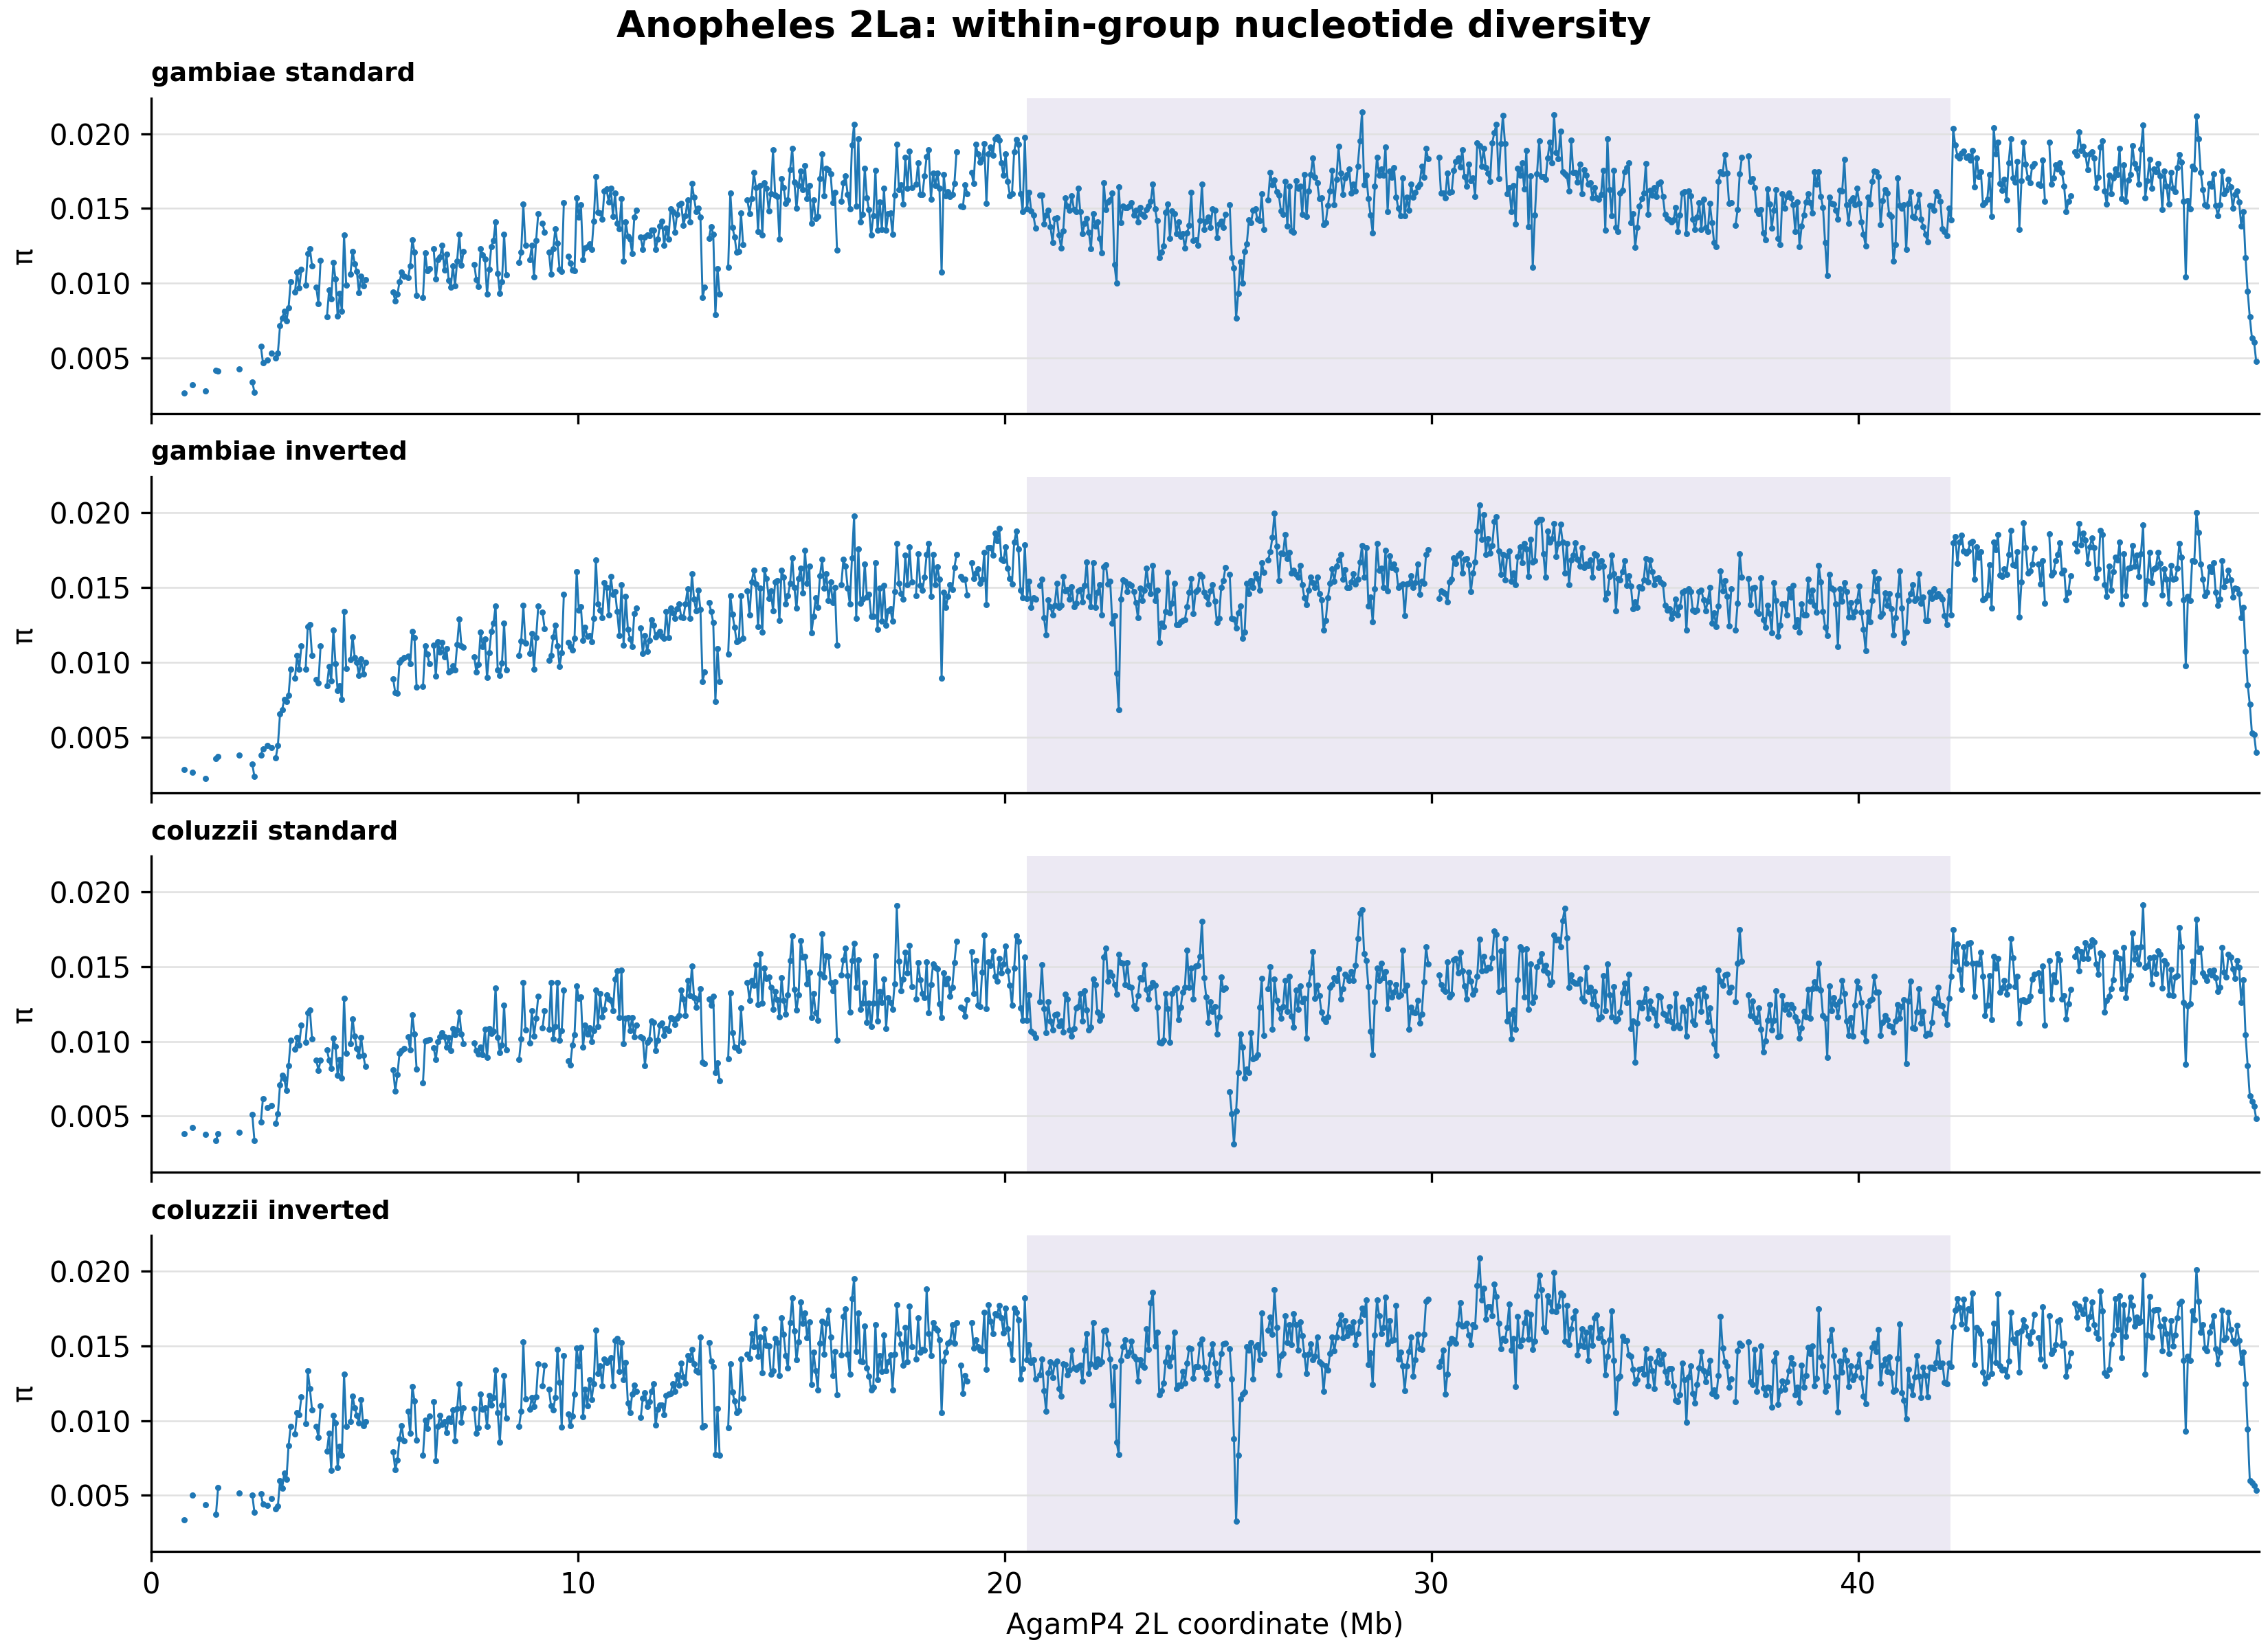 Anopheles 2La: within-group nucleotide diversity
gambiae standard
0.020
0.015
0.010
0.005
π
gambiae inverted
0.020
0.015
0.010
0.005
π
coluzzii standard
0.020
0.015
0.010
0.005
π
coluzzii inverted
0.020
0.015
0.010
0.005
π
0 10 20 30 40
AgamP4 2L coordinate (Mb)